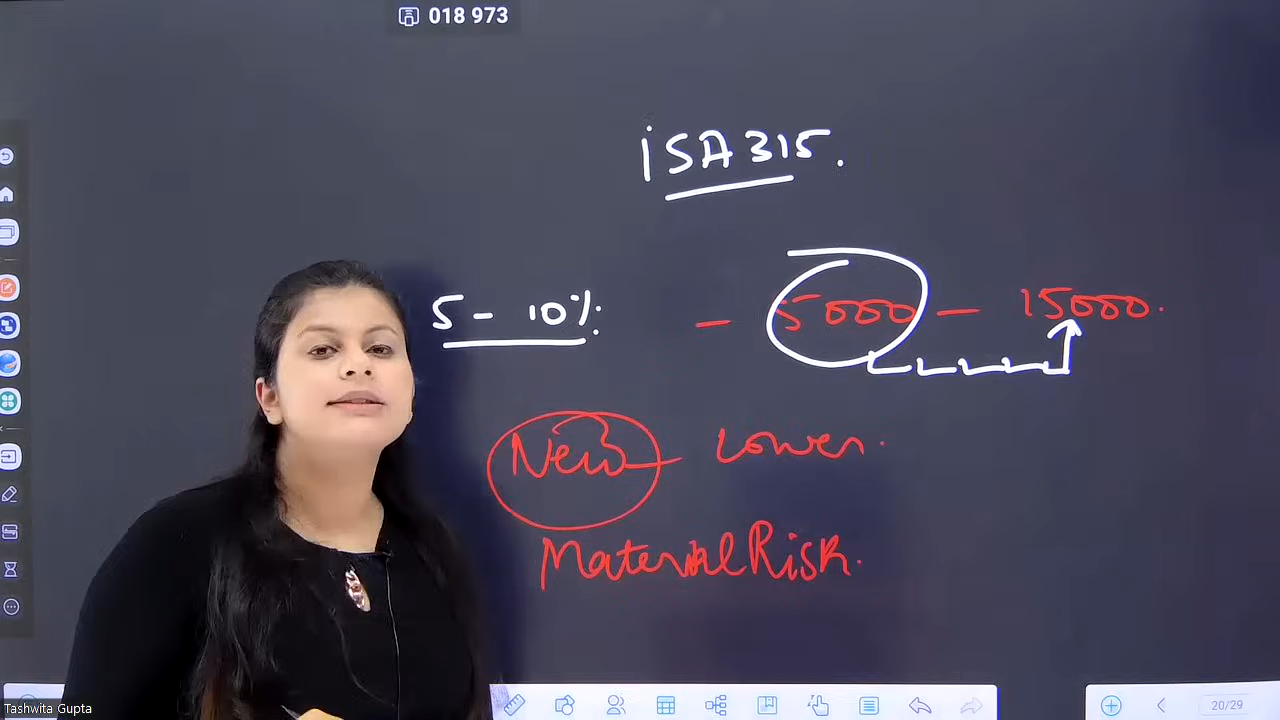 018 973
ISA 315.
5 - 10%
- 5000 - 15000.
New - Lower.
Material Risk.
Tashwita Gupta
20/29